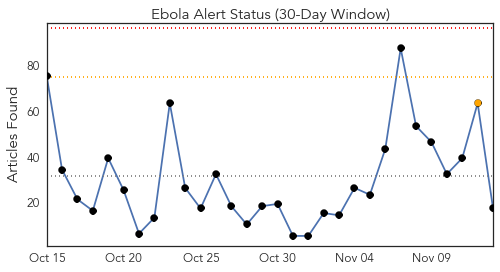 Ebola Alert Status (30-Day Window)
Articles Found
80
60
40
20
Oct 15 Oct 20 Oct 25 Oct 30 Nov 04 Nov 09